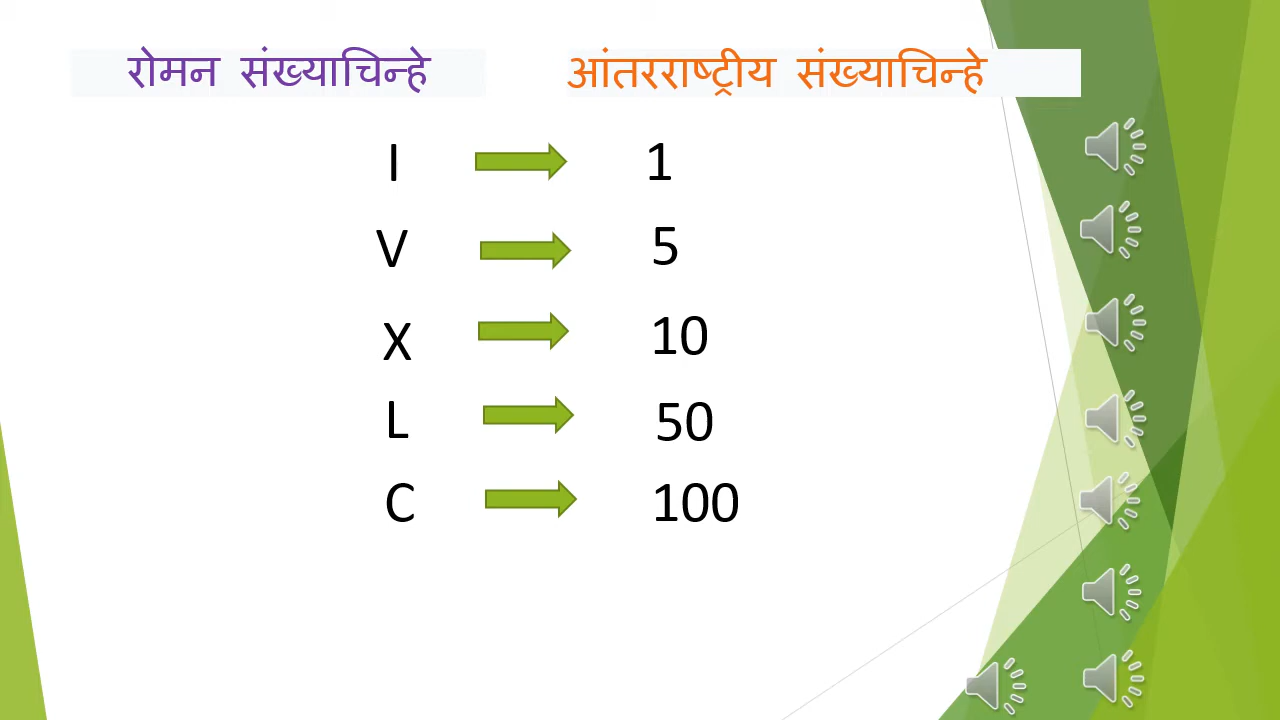 रोमन संख्याचिन्हे आंतरराष्ट्रीय संख्याचिन्हे
I 1
V 5
X 10
L 50
C 100